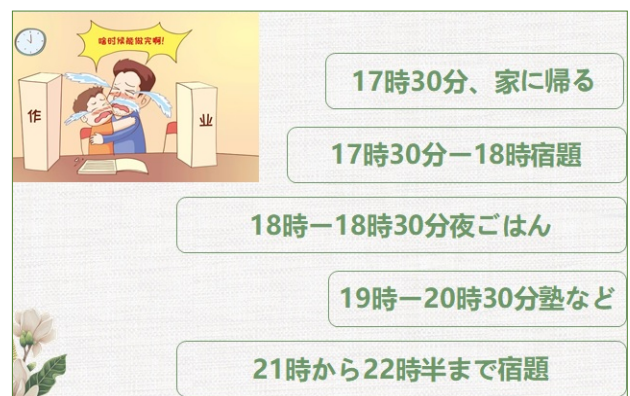 啥时候能做完啊!
作
业
17時30分、家に帰る
17時30分ー18時宿題
18時ー18時30分夜ごはん
19時ー20時30分塾など
21時から22時半まで宿題